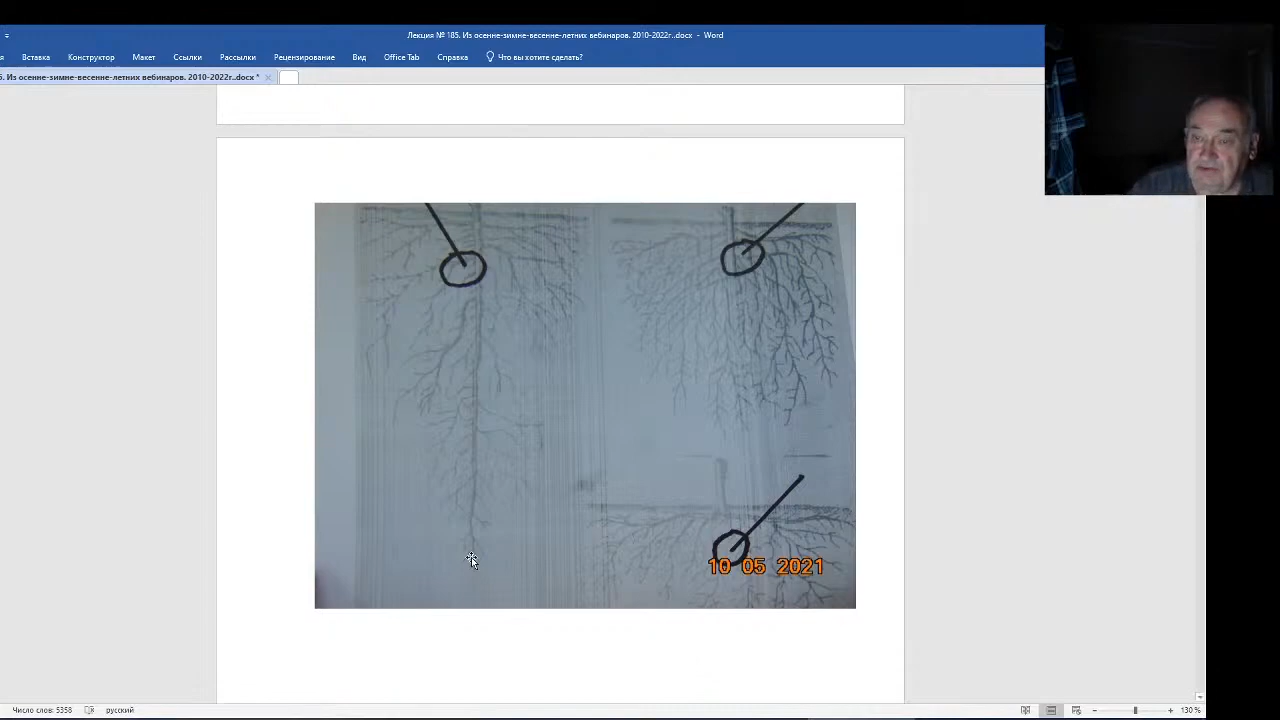 Лекция № 185. Из осенне-зимне-весенне-летних вебинаров. 2010-2022г..docx - Word
Вставка Конструктор Макет Ссылки Рассылки Рецензирование Вид Office Tab Справка Что вы хотите сделать?
. Из осенне-зимне-весенне-летних вебинаров. 2010-2022г..docx *
10 05 2021
Число слов: 5358 русский 130 %